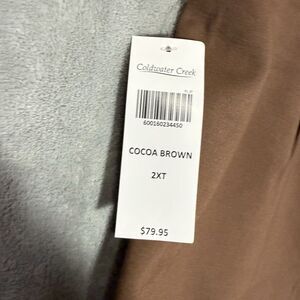 Coldwater Creek
600160234450
COCOA BROWN
2XT
$79.95